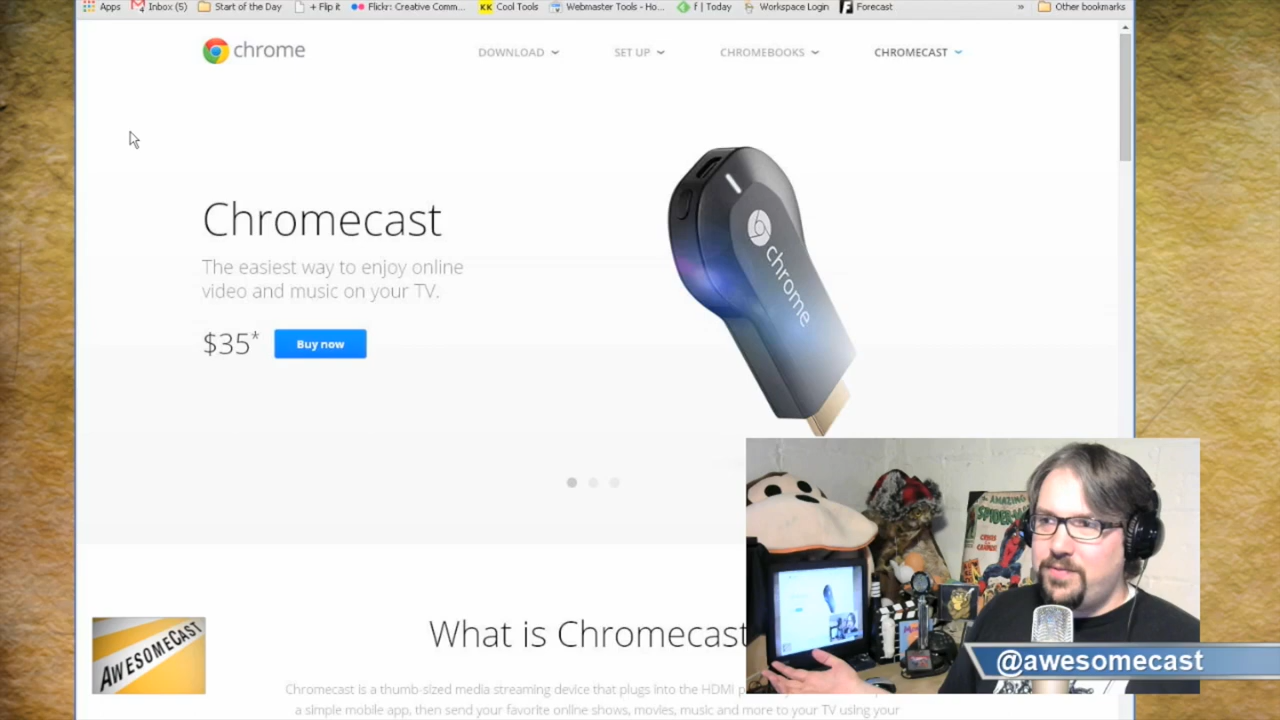 Apps
Inbox (5)
Start of the Day
+ Flip it
Flickr: Creative Comm...
KK Cool Tools
Webmaster Tools - Ho...
f | Today
Workspace Login
Forecast
»
Other bookmarks
chrome
DOWNLOAD
SET UP
CHROMEBOOKS
CHROMECAST
Chromecast
The easiest way to enjoy online
video and music on your TV.
$35*
Buy now
chrome
AMAZING
SPIDER-MAN
What is Chromecast
AWESOMECAST
@awesomecast
Chromecast is a thumb-sized media streaming device that plugs into the HDMI
a simple mobile app, then send your favorite online shows, movies, music and more to your TV using your